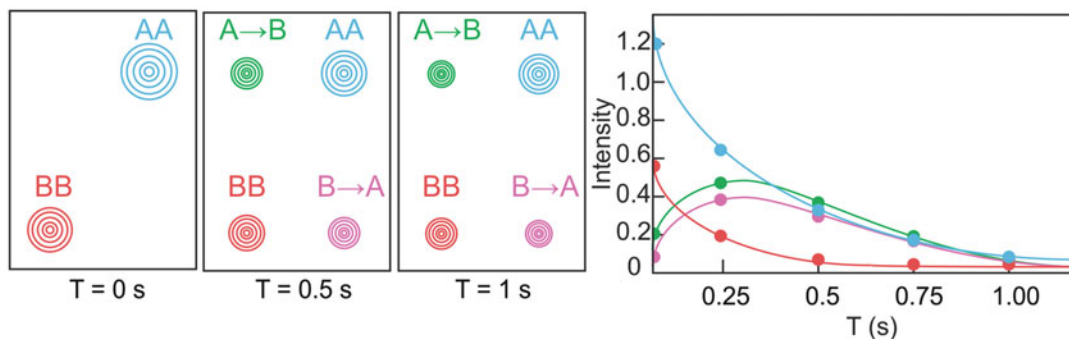 AA
BB
T = 0 s
A→B AA
BB B→A
T = 0.5 s
A→B AA
BB B→A
T = 1 s
Intensity
1.2
1.0
0.8
0.6
0.4
0.2
0
0.25 0.5 0.75 1.00
T (s)